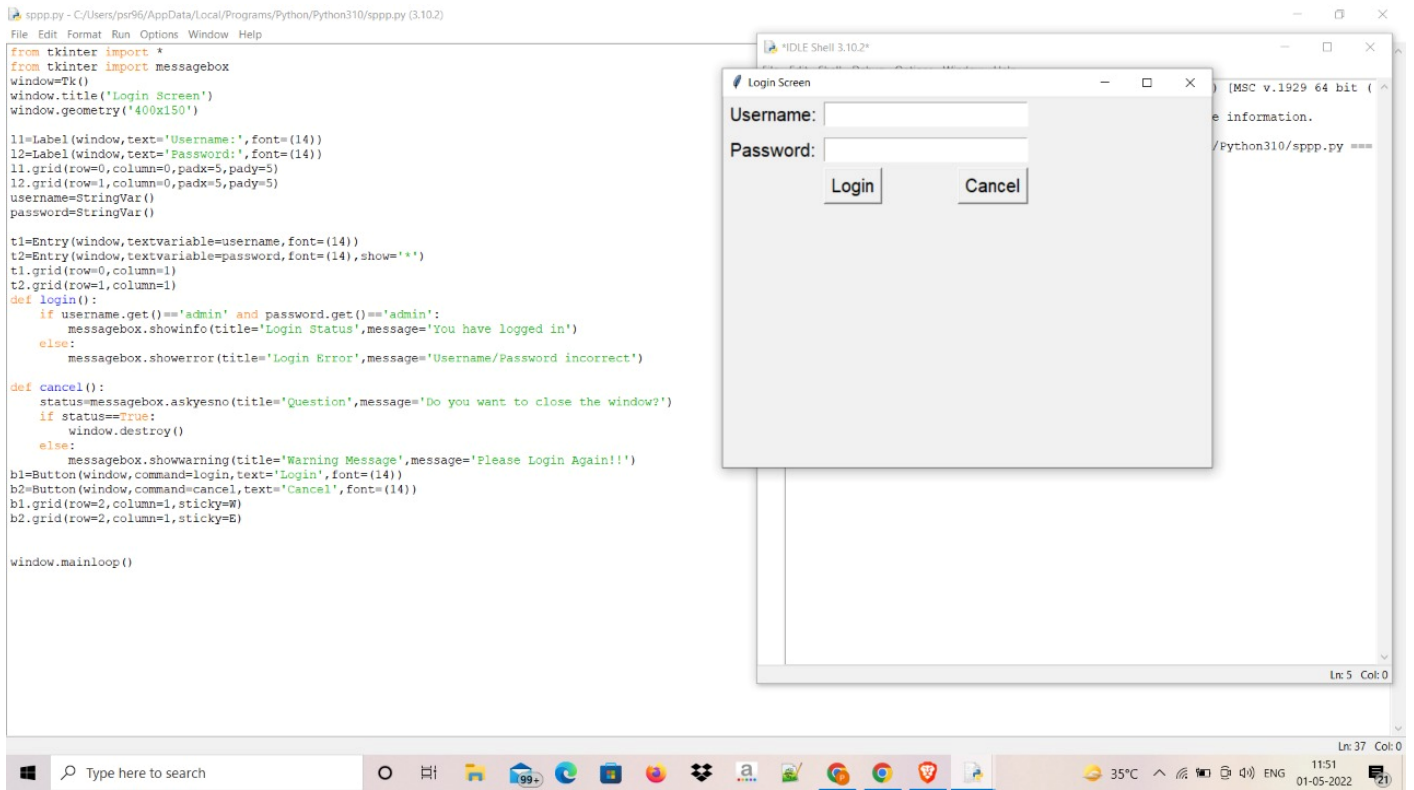 sppp.py - C:/Users/psr96/AppData/Local/Programs/Python/Python310/sppp.py (3.10.2)
File Edit Format Run Options Window Help
from tkinter import *
from tkinter import messagebox
window=Tk()
window.title('Login Screen')
window.geometry('400x150')
l1=Label(window,text='Username:',font=(14))
l2=Label(window,text='Password:',font=(14))
l1.grid(row=0,column=0,padx=5,pady=5)
l2.grid(row=1,column=0,padx=5,pady=5)
username=StringVar()
password=StringVar()
t1=Entry(window,textvariable=username,font=(14))
t2=Entry(window,textvariable=password,font=(14),show='*')
t1.grid(row=0,column=1)
t2.grid(row=1,column=1)
def login():
    if username.get()=='admin' and password.get()=='admin':
        messagebox.showinfo(title='Login Status',message='You have logged in')
    else:
        messagebox.showerror(title='Login Error',message='Username/Password incorrect')
def cancel():
    status=messagebox.askyesno(title='Question',message='Do you want to close the window?')
    if status==True:
        window.destroy()
    else:
        messagebox.showwarning(title='Warning Message',message='Please Login Again!!')
b1=Button(window,command=login,text='Login',font=(14))
b2=Button(window,command=cancel,text='Cancel',font=(14))
b1.grid(row=2,column=1,sticky=W)
b2.grid(row=2,column=1,sticky=E)
window.mainloop()
*IDLE Shell 3.10.2*
Login Screen
Username:
Password:
Login Cancel
) [MSC v.1929 64 bit (
e information.
/Python310/sppp.py ===
Ln: 5 Col: 0
Ln: 37 Col: 0
Type here to search
99+
a
35°C
ENG
11:51
01-05-2022
21